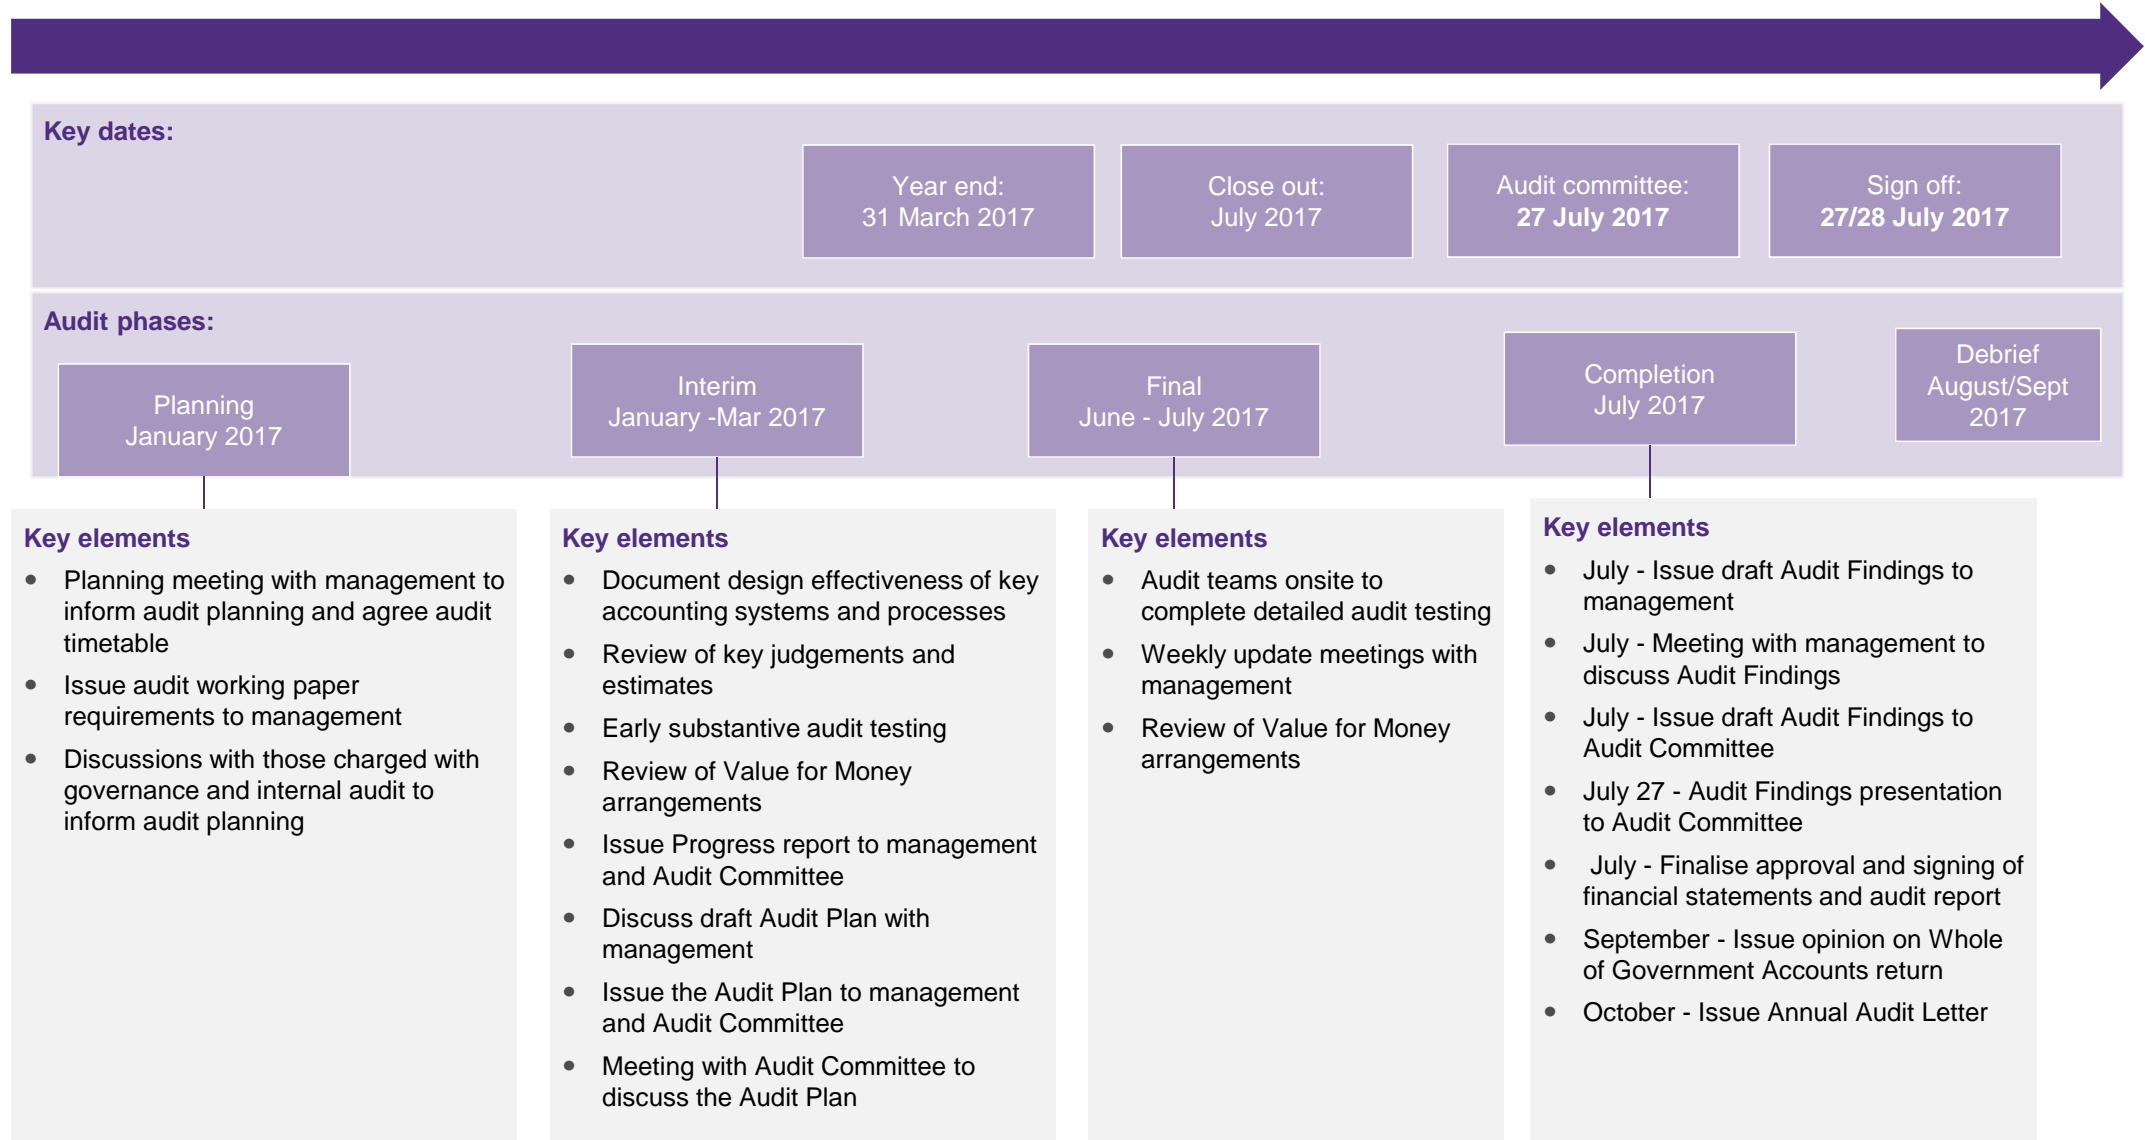 Key dates:
Year end:
31 March 2017
Close out:
July 2017
Audit committee:
27 July 2017
Sign off:
27/28 July 2017
Audit phases:
Planning
January 2017
Interim
January -Mar 2017
Final
June - July 2017
Completion
July 2017
Debrief
August/Sept
2017
Key elements
• Planning meeting with management to
inform audit planning and agree audit
timetable
• Issue audit working paper
requirements to management
• Discussions with those charged with
governance and internal audit to
inform audit planning
Key elements
• Document design effectiveness of key
accounting systems and processes
• Review of key judgements and
estimates
• Early substantive audit testing
• Review of Value for Money
arrangements
• Issue Progress report to management
and Audit Committee
• Discuss draft Audit Plan with
management
• Issue the Audit Plan to management
and Audit Committee
• Meeting with Audit Committee to
discuss the Audit Plan
Key elements
• Audit teams onsite to
complete detailed audit testing
• Weekly update meetings with
management
• Review of Value for Money
arrangements
Key elements
• July - Issue draft Audit Findings to
management
• July - Meeting with management to
discuss Audit Findings
• July - Issue draft Audit Findings to
Audit Committee
• July 27 - Audit Findings presentation
to Audit Committee
• July - Finalise approval and signing of
financial statements and audit report
• September - Issue opinion on Whole
of Government Accounts return
• October - Issue Annual Audit Letter